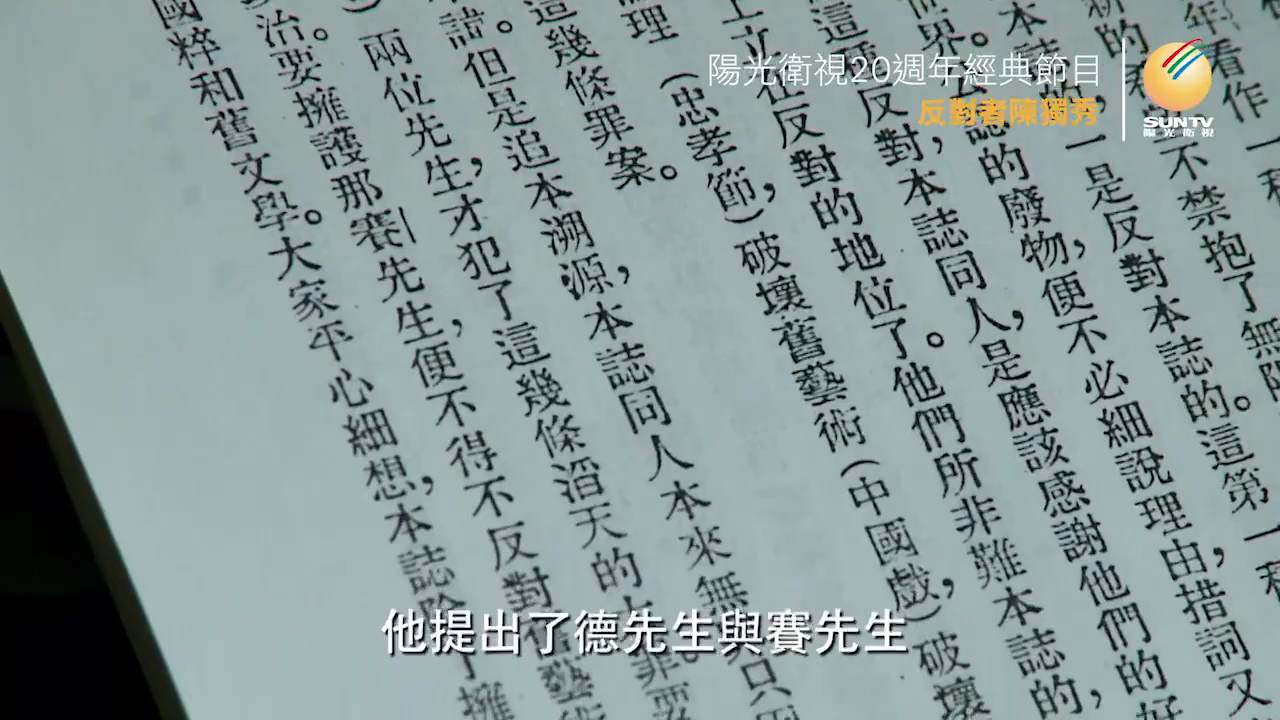 陽光衛視20週年經典節目
反對者陳獨秀
SUNTV
陽光衛視
年看作一種
不禁抱了無
一是反對本誌的。這第一種
誌的廢物,便不必細說理由,措詞又
反對,本誌同人,是應該感謝他們的好
上立在反對的地位了。他們所非難本誌的,
理(忠孝節,)破壞舊藝術(中國戲,)破壞
這幾條罪案。
諱。但是追本溯源,本誌同人本來無
)兩位先生,才犯了這幾條滔天的
治。要擁護那賽先生,便不得不反對舊藝
國粹和舊文學。大家平心細想,本誌除了擁
他提出了德先生與賽先生